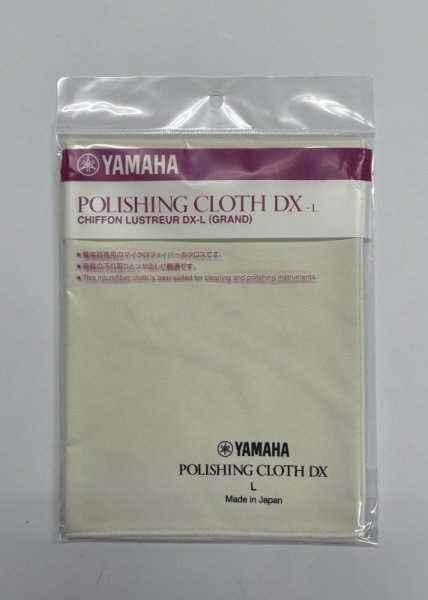 YAMAHA
POLISHING CLOTH DX - L
CHIFFON LUSTREUR DX-L (GRAND)
● 管楽器専用のマイクロファイバーのクロスです。
● 楽器の汚れ取りとツヤ出しに最適です。
● This microfiber cloth is best suited for cleaning and polishing instruments.
YAMAHA
POLISHING CLOTH DX
L
Made in Japan